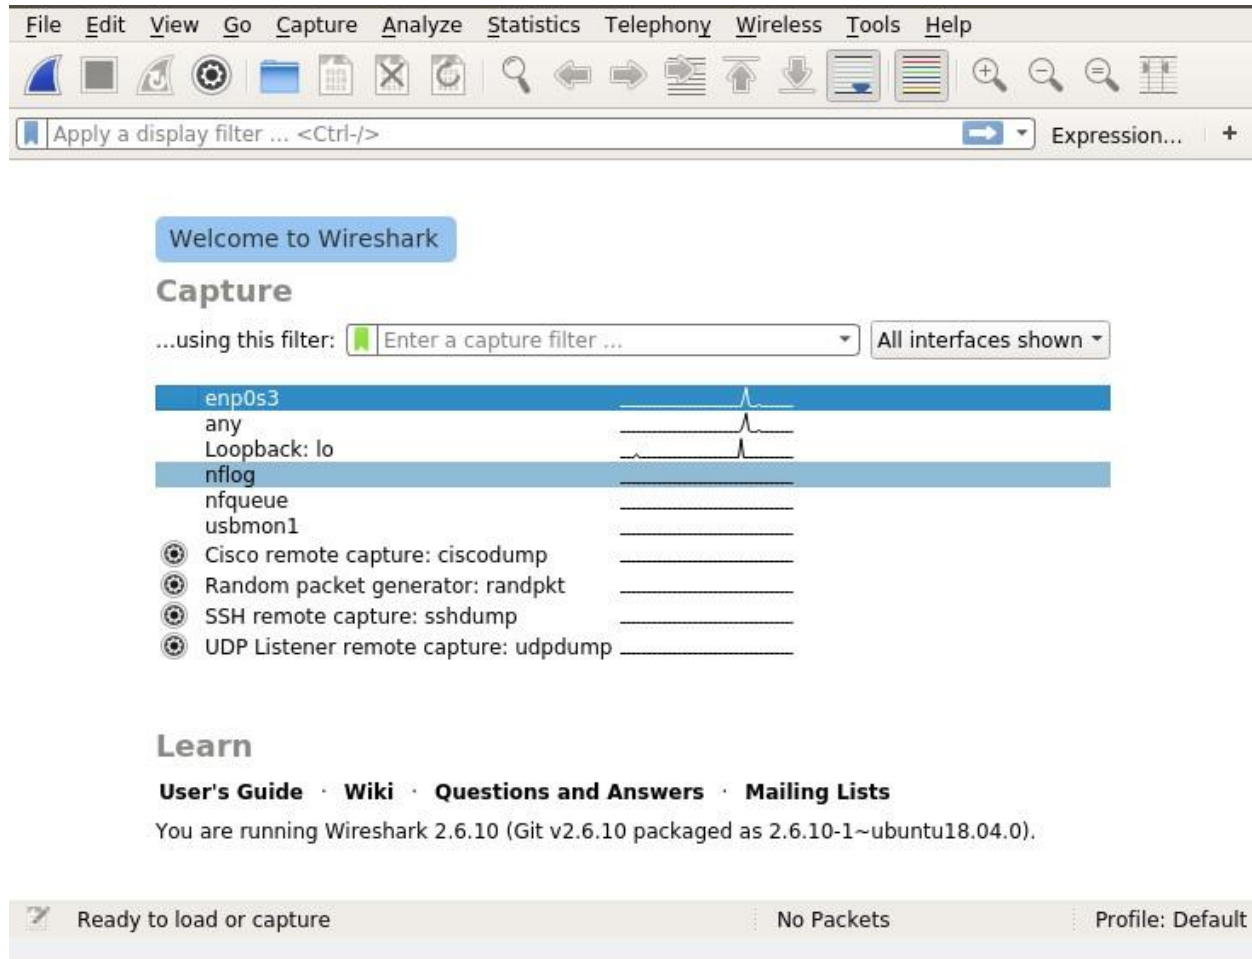 File Edit View Go Capture Analyze Statistics Telephony Wireless Tools Help
Apply a display filter ... <Ctrl-/> Expression... +
Welcome to Wireshark
Capture
...using this filter: Enter a capture filter ... All interfaces shown
enp0s3
any
Loopback: lo
nflog
nfqueue
usbmon1
Cisco remote capture: ciscodump
Random packet generator: randpkt
SSH remote capture: sshdump
UDP Listener remote capture: udpdump
Learn
User's Guide · Wiki · Questions and Answers · Mailing Lists
You are running Wireshark 2.6.10 (Git v2.6.10 packaged as 2.6.10-1~ubuntu18.04.0).
Ready to load or capture No Packets Profile: Default